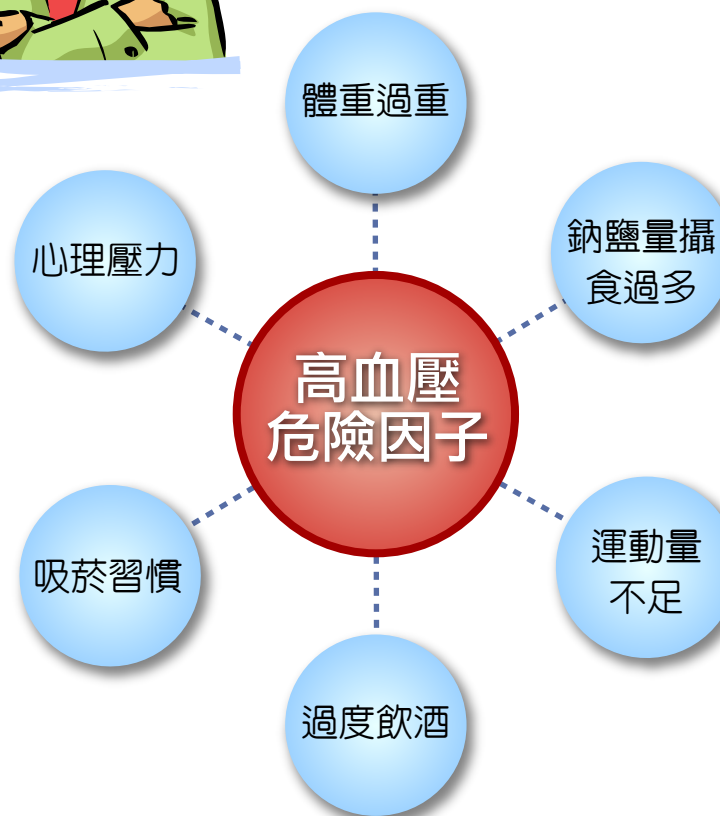 體重過重
鈉鹽量攝
食過多
心理壓力
高血壓
危險因子
運動量
不足
吸菸習慣
過度飲酒